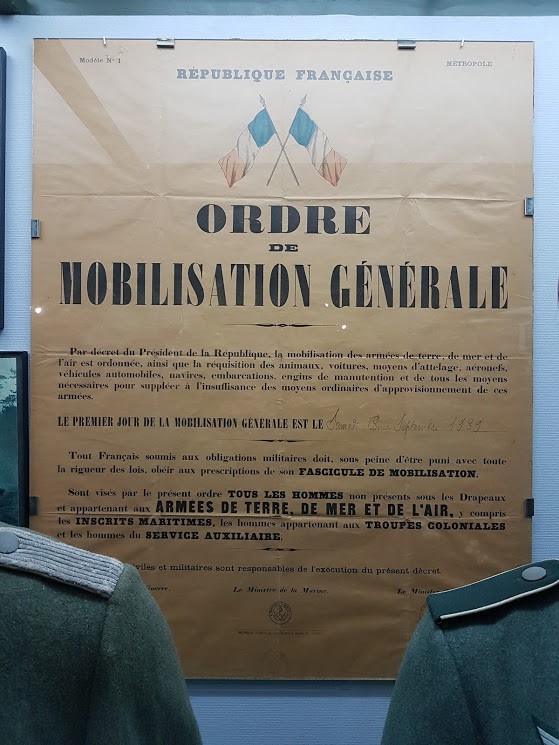 Modèle N° 1
MÉTROPOLE
RÉPUBLIQUE FRANÇAISE
ORDRE
DE
MOBILISATION GÉNÉRALE
Par décret du Président de la République, la mobilisation des armées de terre, de mer et de
l'air est ordonnée, ainsi que la réquisition des animaux, voitures, moyens d'attelage, aéronefs,
véhicules automobiles, navires, embarcations, engins de manutention et de tous les moyens
nécessaires pour suppléer à l'insuffisance des moyens ordinaires d'approvisionnement de ces
armées.
LE PREMIER JOUR DE LA MOBILISATION GÉNÉRALE EST LE Samedi Septembre 1939
Tout Français soumis aux obligations militaires doit, sous peine d'être puni avec toute
la rigueur des lois, obéir aux prescriptions de son FASCICULE DE MOBILISATION.
Sont visés par le présent ordre TOUS LES HOMMES non présents sous les Drapeaux
et appartenant aux ARMÉES DE TERRE, DE MER ET DE L'AIR, y compris
les INSCRITS MARITIMES, les hommes appartenant aux TROUPES COLONIALES
et les hommes du SERVICE AUXILIAIRE.
civiles et militaires sont responsables de l'exécution du présent décret.
Guerre.
Le Ministre de la Marine.
Le